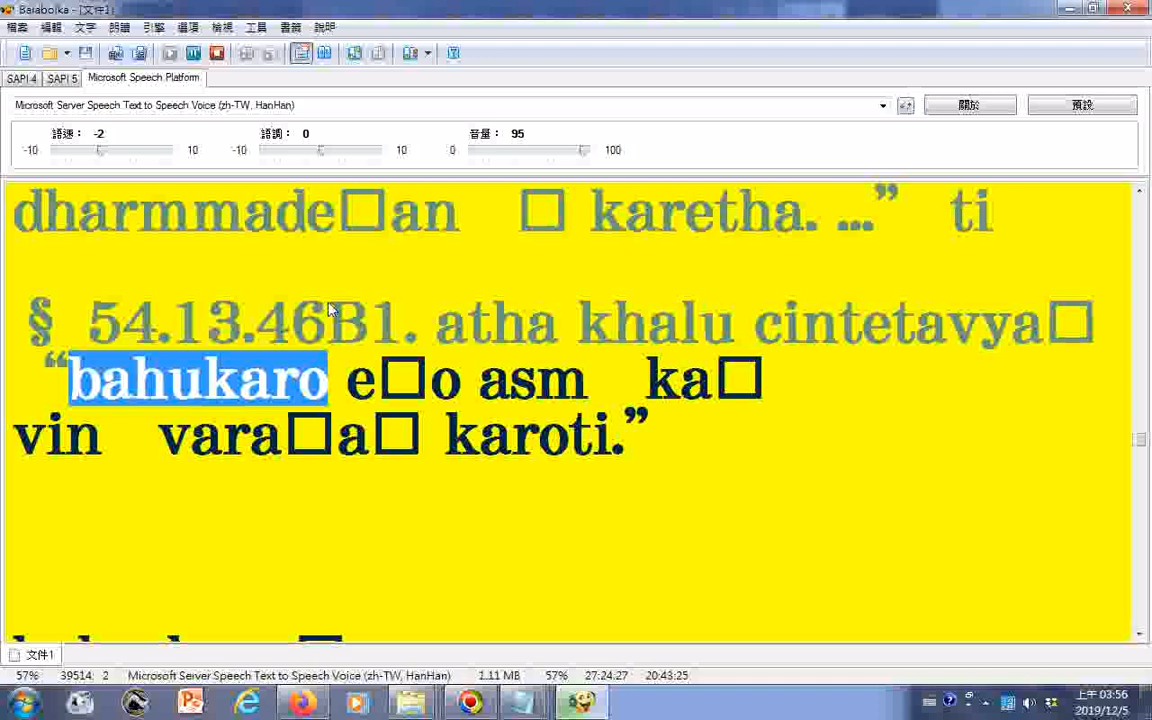 Balabolka - [文件1]
檔案 編輯 文字 朗讀 引擎 選項 檢視 工具 書籤 說明
SAPI 4 SAPI 5 Microsoft Speech Platform
Microsoft Server Speech Text to Speech Voice (zh-TW, HanHan) 關於 預設
語速： -2 語調： 0 音量： 95
-10 10 -10 10 0 100
dharmmade□an □ karetha. ...” ti
§ 54.13.46B1. atha khalu cintetavya□
“bahukaro e□o asm ka□
vin vara□a□ karoti.”
文件1
57% 39514 : 2 Microsoft Server Speech Text to Speech Voice (zh-TW, HanHan) 1.11 MB 57% 27:24:27 20:43:25
上午 03:56
2019/12/5